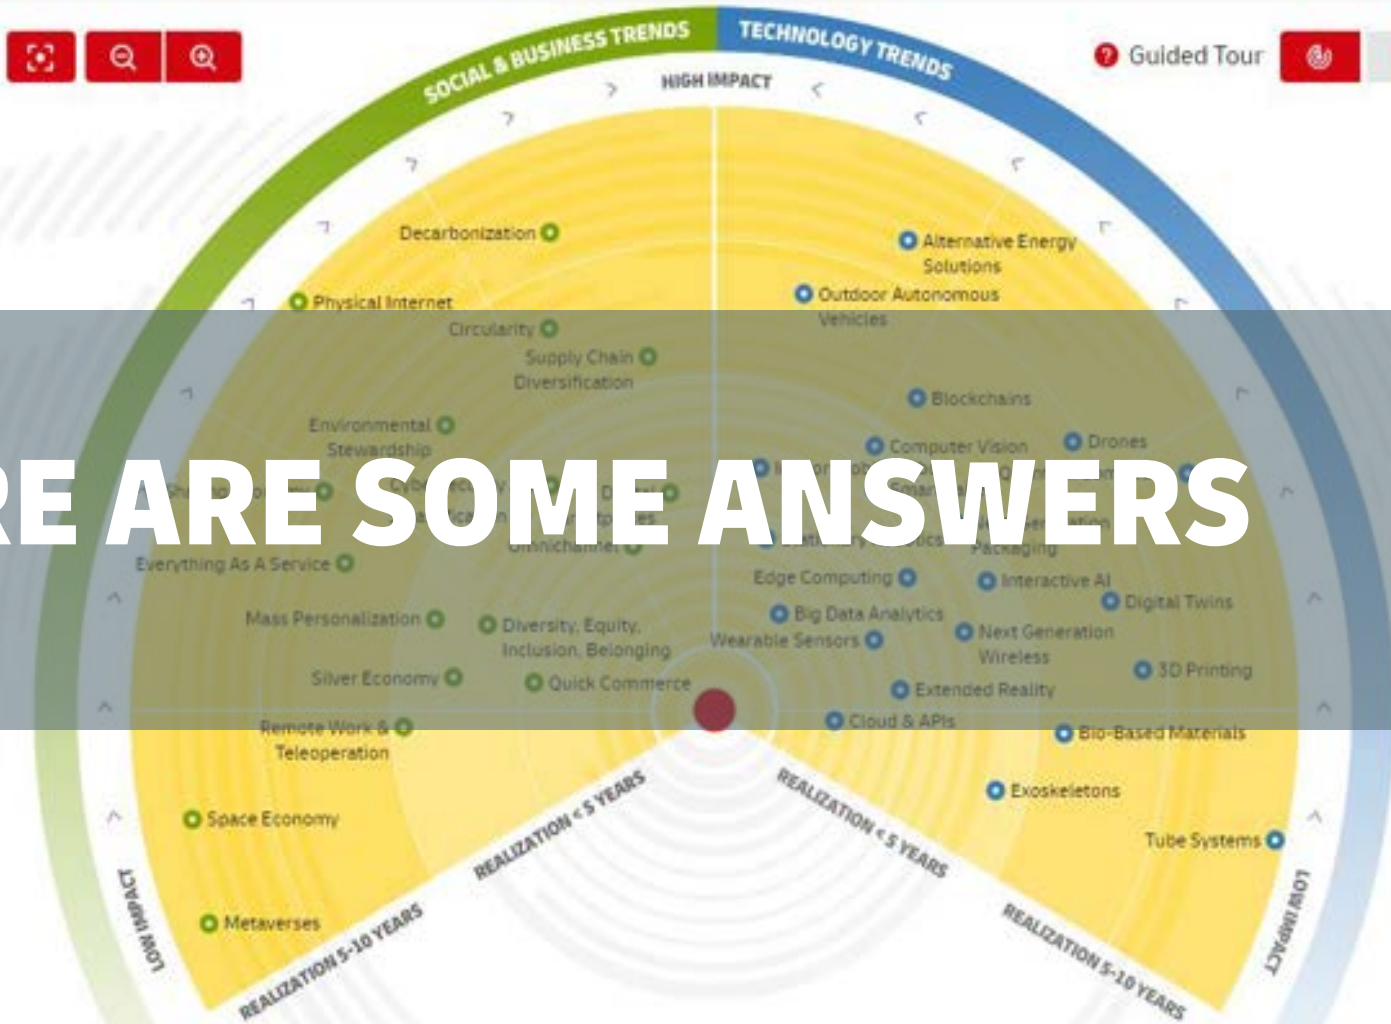 SOCIAL & BUSINESS TRENDS
TECHNOLOGY TRENDS
Guided Tour
HIGH IMPACT
Decarbonization
Alternative Energy
Solutions
Physical Internet
Outdoor Autonomous
Vehicles
Circularity
Supply Chain
Diversification
Blockchains
Environmental
Stewardship
Computer Vision
Drones
ARE SOME ANSWERS
Omnichannel
Packaging
Everything As A Service
Edge Computing
Interactive AI
Digital Twins
Mass Personalization
Diversity, Equity,
Inclusion, Belonging
Big Data Analytics
Wearable Sensors
Next Generation
Wireless
3D Printing
Silver Economy
Quick Commerce
Extended Reality
Cloud & APIs
Remote Work &
Teleoperation
Bio-Based Materials
Exoskeletons
Space Economy
Tube Systems
Metaverses
REALIZATION < 5 YEARS
REALIZATION < 5 YEARS
LOW IMPACT
LOW IMPACT
REALIZATION 5-10 YEARS
REALIZATION 5-10 YEARS